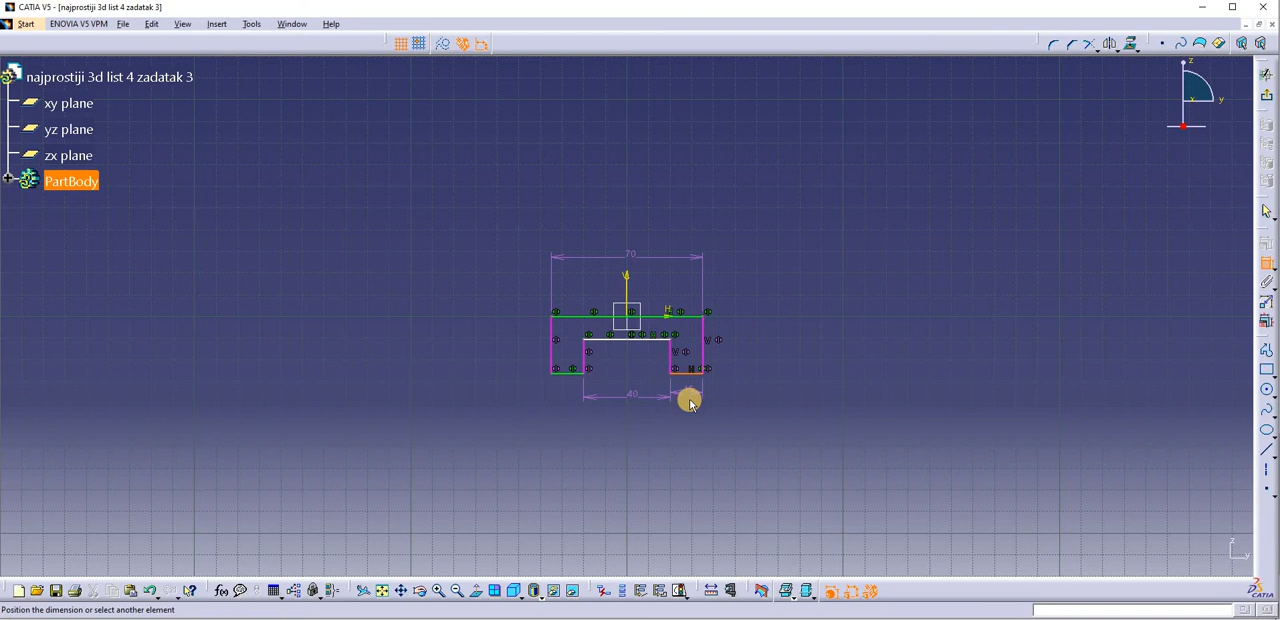 CATIA V5 - [najprostiji 3d list 4 zadatak 3]
Start ENOVIA V5 VPM File Edit View Insert Tools Window Help
najprostiji 3d list 4 zadatak 3
xy plane
yz plane
zx plane
PartBody
z
x y
70
V
H
V
V
H
40
z
y
f(x)
CATIA
Position the dimension or select another element